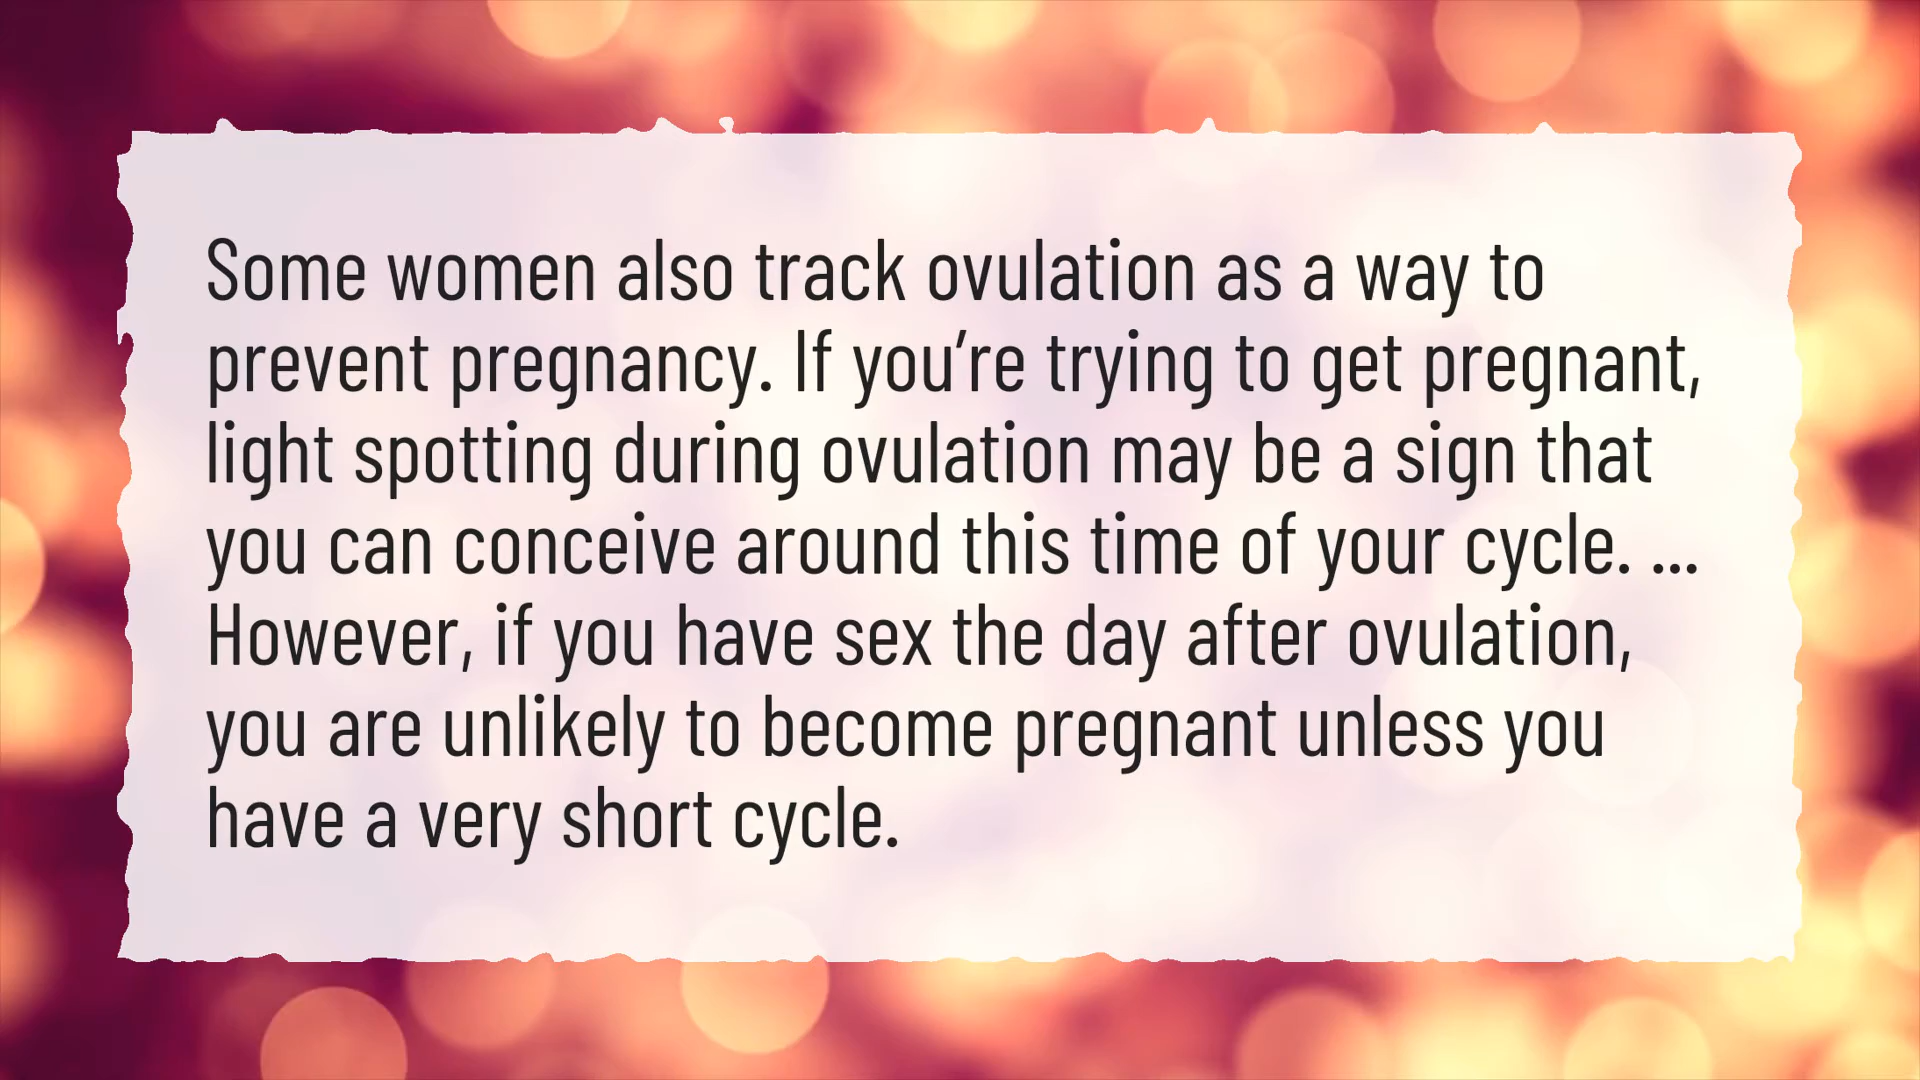 Some women also track ovulation as a way to
prevent pregnancy. If you’re trying to get pregnant,
light spotting during ovulation may be a sign that
you can conceive around this time of your cycle. ...
However, if you have sex the day after ovulation,
you are unlikely to become pregnant unless you
have a very short cycle.